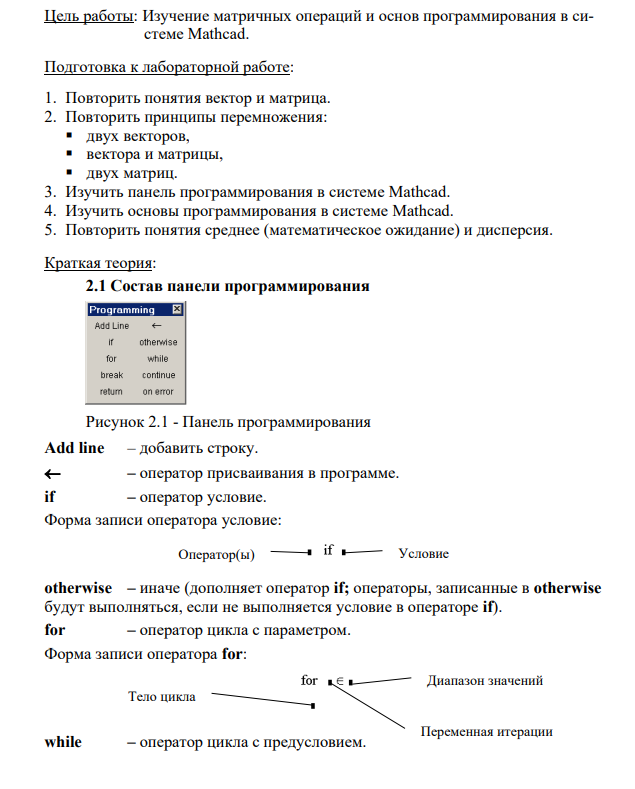 Цель работы: Изучение матричных операций и основ программирования в си-
стеме Mathcad.
Подготовка к лабораторной работе:
1. Повторить понятия вектор и матрица.
2. Повторить принципы перемножения:
▪ двух векторов,
▪ вектора и матрицы,
▪ двух матриц.
3. Изучить панель программирования в системе Mathcad.
4. Изучить основы программирования в системе Mathcad.
5. Повторить понятия среднее (математическое ожидание) и дисперсия.
Краткая теория:
2.1 Состав панели программирования
Programming
Add Line ←
if otherwise
for while
break continue
return on error
Рисунок 2.1 - Панель программирования
Add line – добавить строку.
← – оператор присваивания в программе.
if – оператор условие.
Форма записи оператора условие:
Оператор(ы) ▪ if ▪ Условие
otherwise – иначе (дополняет оператор if; операторы, записанные в otherwise
будут выполняться, если не выполняется условие в операторе if).
for – оператор цикла с параметром.
Форма записи оператора for:
for ▪ ∈ ▪ Диапазон значений
Тело цикла ▪
Переменная итерации
while – оператор цикла с предусловием.